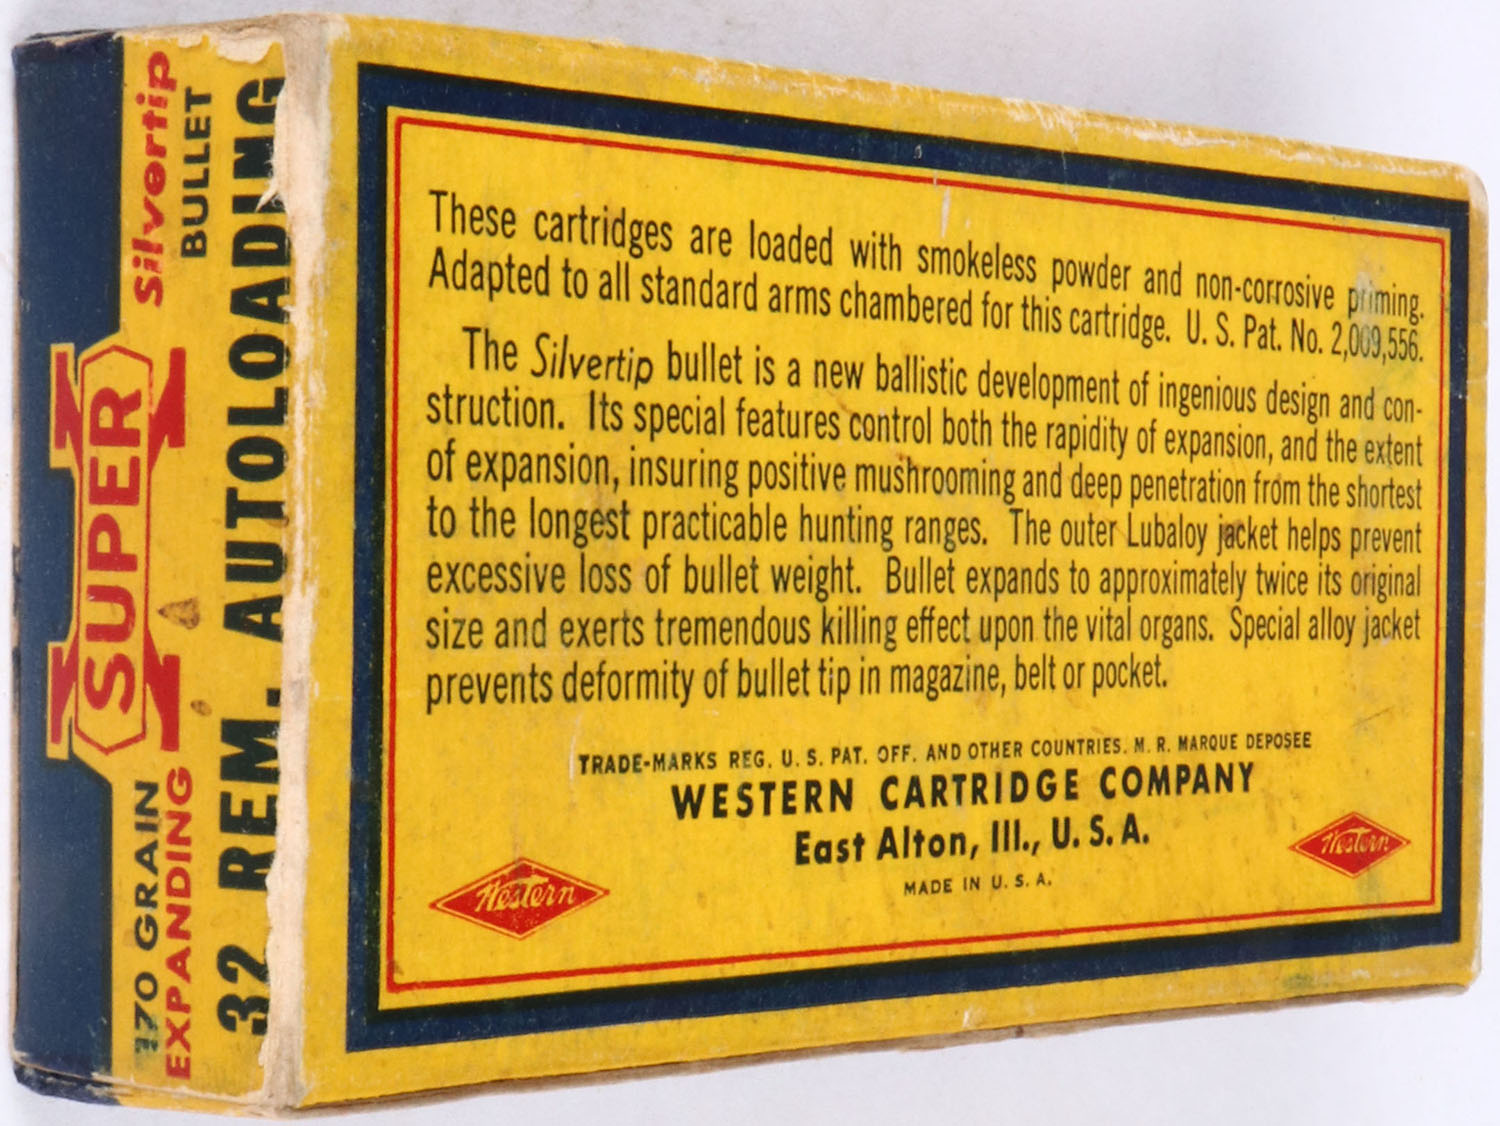 SUPER
X
170 GRAIN Silvertip
EXPANDING BULLET
32 REM. AUTOLOADING
These cartridges are loaded with smokeless powder and non-corrosive priming.
Adapted to all standard arms chambered for this cartridge. U. S. Pat. No. 2,009,556.
The Silvertip bullet is a new ballistic development of ingenious design and con-
struction. Its special features control both the rapidity of expansion, and the extent
of expansion, insuring positive mushrooming and deep penetration from the shortest
to the longest practicable hunting ranges. The outer Lubaloy jacket helps prevent
excessive loss of bullet weight. Bullet expands to approximately twice its original
size and exerts tremendous killing effect upon the vital organs. Special alloy jacket
prevents deformity of bullet tip in magazine, belt or pocket.
TRADE-MARKS REG. U. S. PAT. OFF. AND OTHER COUNTRIES. M. R. MARQUE DEPOSEE
WESTERN CARTRIDGE COMPANY
East Alton, Ill., U. S. A.
MADE IN U. S. A.
Western
Western